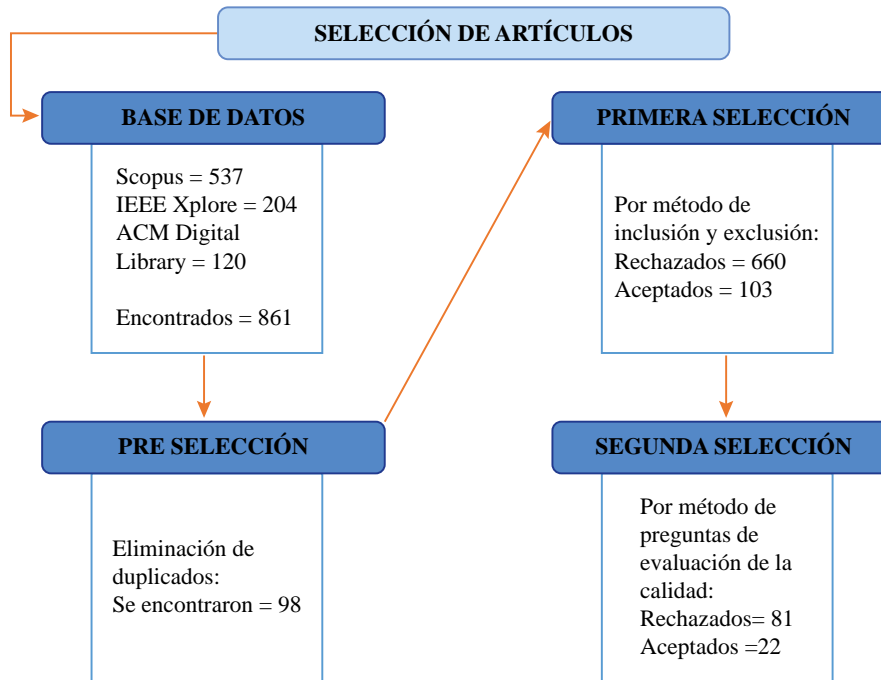 SELECCIÓN DE ARTÍCULOS
BASE DE DATOS
Scopus = 537
IEEE Xplore = 204
ACM Digital
Library = 120
Encontrados = 861
PRE SELECCIÓN
Eliminación de
duplicados:
Se encontraron = 98
PRIMERA SELECCIÓN
Por método de
inclusión y exclusión:
Rechazados = 660
Aceptados = 103
SEGUNDA SELECCIÓN
Por método de
preguntas de
evaluación de la
calidad:
Rechazados= 81
Aceptados =22